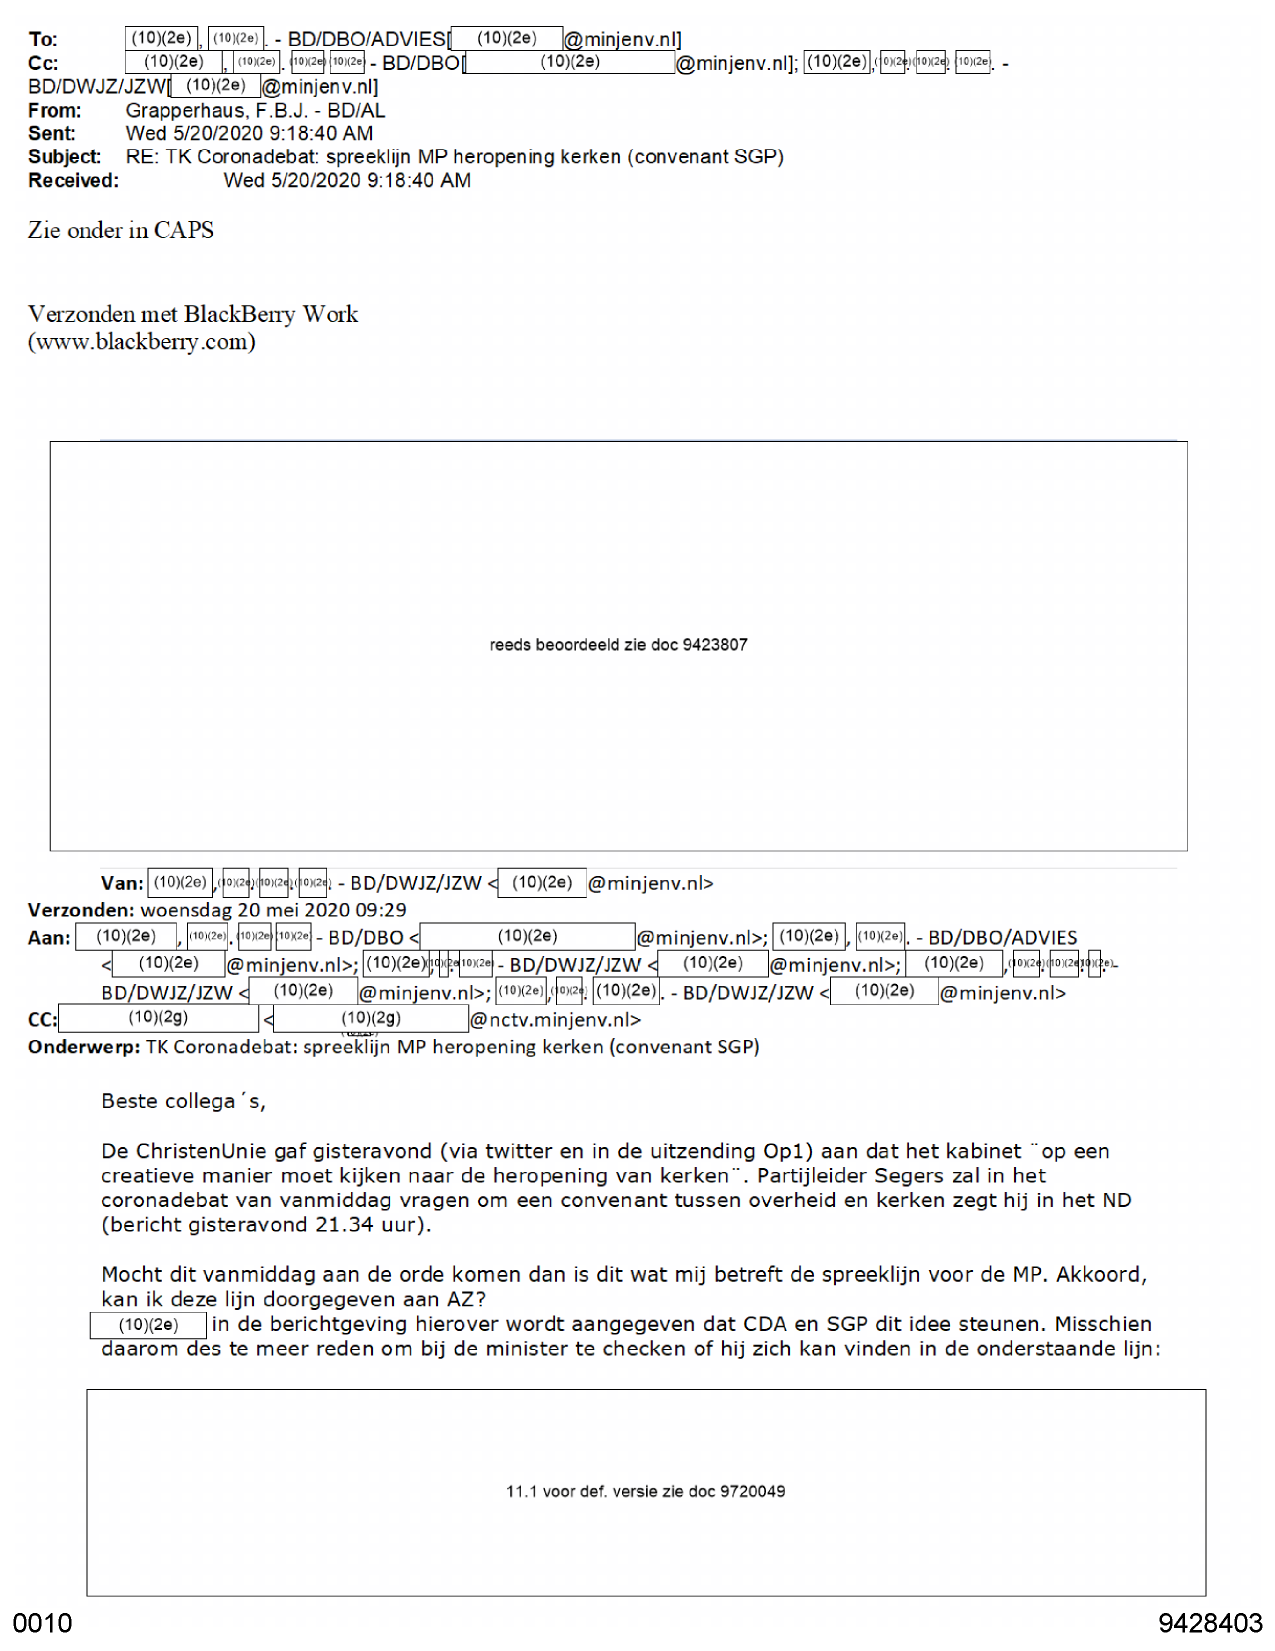 To: (10)(2e) , (10)(2e) . - BD/DBO/ADVIES[ (10)(2e) @minjenv.nl]
Cc: (10)(2e) , (10)(2e) . (10)(2e) (10)(2e) - BD/DBO[ (10)(2e) @minjenv.nl]; (10)(2e) , (10)(2e) . (10)(2e) . (10)(2e) . -
BD/DWJZ/JZW[ (10)(2e) @minjenv.nl]
From: Grapperhaus, F.B.J. - BD/AL
Sent: Wed 5/20/2020 9:18:40 AM
Subject: RE: TK Coronadebat: spreeklijn MP heropening kerken (convenant SGP)
Received: Wed 5/20/2020 9:18:40 AM
Zie onder in CAPS
Verzonden met BlackBerry Work
(www.blackberry.com)
reeds beoordeeld zie doc 9423807
Van: (10)(2e) , (10)(2e) . (10)(2e) . (10)(2e) . - BD/DWJZ/JZW < (10)(2e) @minjenv.nl>
Verzonden: woensdag 20 mei 2020 09:29
Aan: (10)(2e) , (10)(2e) . (10)(2e) (10)(2e) - BD/DBO < (10)(2e) @minjenv.nl>; (10)(2e) , (10)(2e) . - BD/DBO/ADVIES
< (10)(2e) @minjenv.nl>; (10)(2e) , (10)(2e) - BD/DWJZ/JZW < (10)(2e) @minjenv.nl>; (10)(2e) , (10)(2e) . (10)(2e) . (10)(2e) . -
BD/DWJZ/JZW < (10)(2e) @minjenv.nl>; (10)(2e) , (10)(2e) . (10)(2e) . - BD/DWJZ/JZW < (10)(2e) @minjenv.nl>
CC: (10)(2g) < (10)(2g) @nctv.minjenv.nl>
Onderwerp: TK Coronadebat: spreeklijn MP heropening kerken (convenant SGP)
Beste collega´s,
De ChristenUnie gaf gisteravond (via twitter en in de uitzending Op1) aan dat het kabinet ¨op een
creatieve manier moet kijken naar de heropening van kerken¨. Partijleider Segers zal in het
coronadebat van vanmiddag vragen om een convenant tussen overheid en kerken zegt hij in het ND
(bericht gisteravond 21.34 uur).
Mocht dit vanmiddag aan de orde komen dan is dit wat mij betreft de spreeklijn voor de MP. Akkoord,
kan ik deze lijn doorgegeven aan AZ?
(10)(2e) in de berichtgeving hierover wordt aangegeven dat CDA en SGP dit idee steunen. Misschien
daarom des te meer reden om bij de minister te checken of hij zich kan vinden in de onderstaande lijn:
11.1 voor def. versie zie doc 9720049
0010 9428403